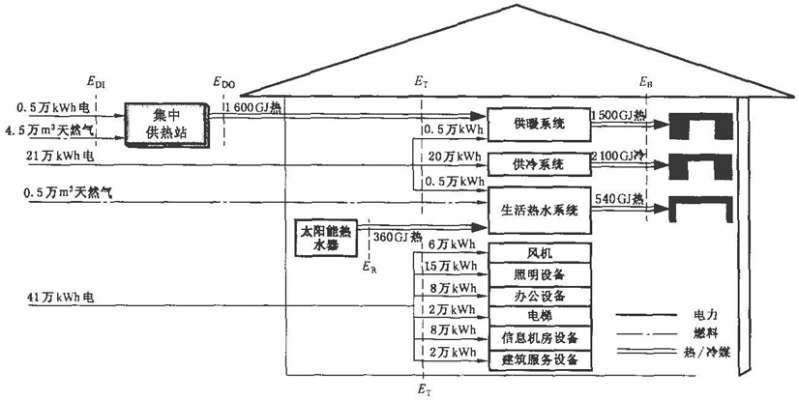 E_DI
E_DO
E_T
E_B
0.5万kWh电
集中
供热站
1600GJ热
供暖系统
1500GJ热
4.5万m³天然气
0.5万kWh
21万kWh电
20万kWh
供冷系统
2100GJ冷
0.5万m³天然气
0.5万kWh
生活热水系统
540GJ热
太阳能热
水器
360GJ热
E_R
6万kWh
风机
15万kWh
照明设备
8万kWh
办公设备
41万kWh电
2万kWh
电梯
8万kWh
信息机房设备
2万kWh
建筑服务设备
E_T
电力
燃料
热/冷媒